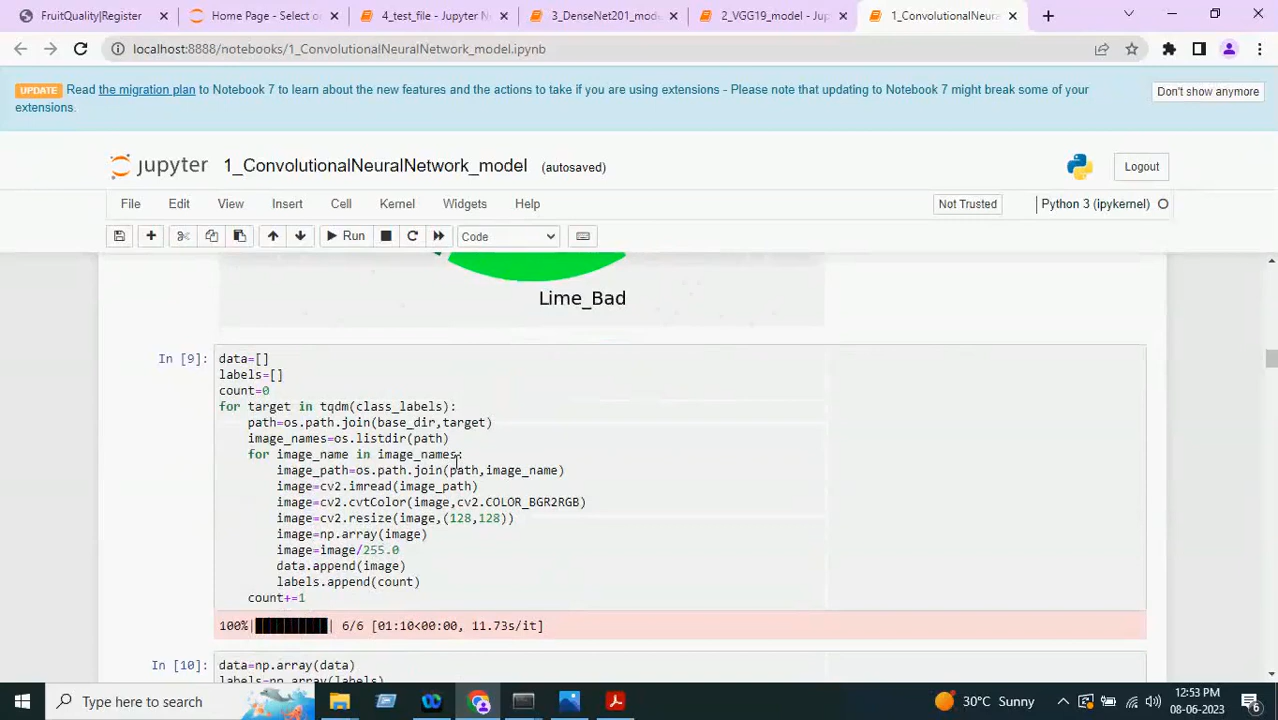 FruitQuality|Register
Home Page - Select o
4_test_file - Jupyter N
3_DenseNet201_mod
2_VGG19_model - Jup
1_ConvolutionalNeura
localhost:8888/notebooks/1_ConvolutionalNeuralNetwork_model.ipynb
UPDATE Read the migration plan to Notebook 7 to learn about the new features and the actions to take if you are using extensions - Please note that updating to Notebook 7 might break some of your
extensions.
Don't show anymore
jupyter 1_ConvolutionalNeuralNetwork_model (autosaved)
Logout
File Edit View Insert Cell Kernel Widgets Help
Not Trusted
Python 3 (ipykernel)
Run
Code
Lime_Bad
In [9]:
data=[]
labels=[]
count=0
for target in tqdm(class_labels):
    path=os.path.join(base_dir,target)
    image_names=os.listdir(path)
    for image_name in image_names:
        image_path=os.path.join(path,image_name)
        image=cv2.imread(image_path)
        image=cv2.cvtColor(image,cv2.COLOR_BGR2RGB)
        image=cv2.resize(image,(128,128))
        image=np.array(image)
        image=image/255.0
        data.append(image)
        labels.append(count)
    count+=1
100%|██████████| 6/6 [01:10<00:00, 11.73s/it]
In [10]:
data=np.array(data)
labels=np.array(labels)
Type here to search
30°C Sunny
12:53 PM
08-06-2023
6